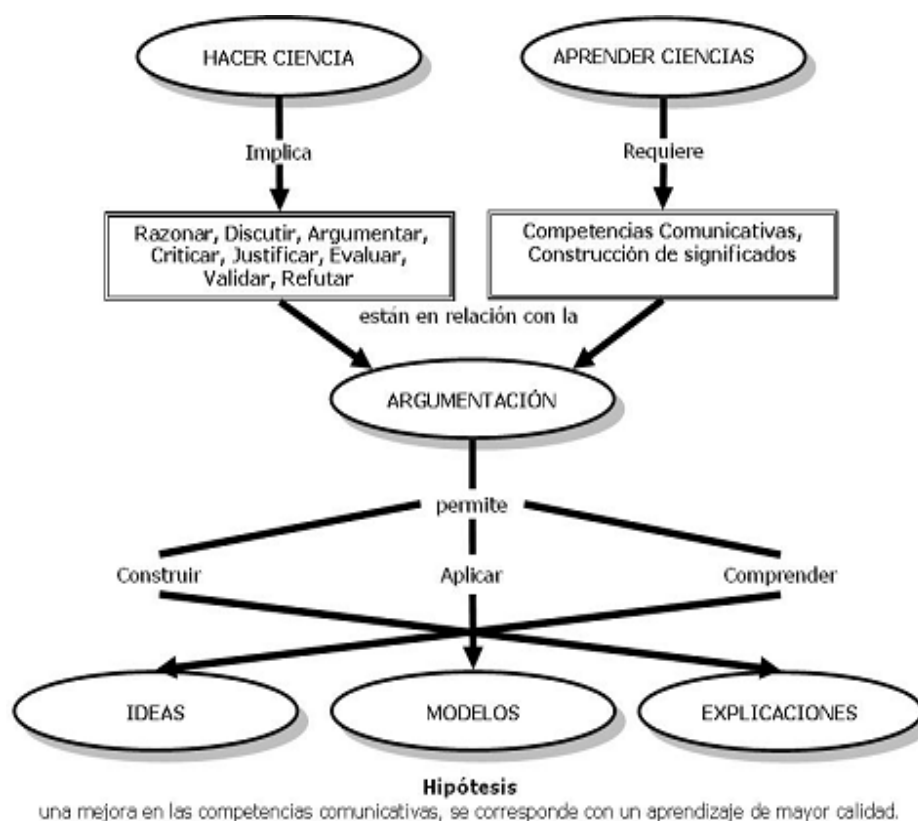 HACER CIENCIA
APRENDER CIENCIAS
Implica
Requiere
Razonar, Discutir, Argumentar,
Criticar, Justificar, Evaluar,
Validar, Refutar
Competencias Comunicativas,
Construcción de significados
están en relación con la
ARGUMENTACIÓN
permite
Construir
Aplicar
Comprender
IDEAS
MODELOS
EXPLICACIONES
Hipótesis
una mejora en las competencias comunicativas, se corresponde con un aprendizaje de mayor calidad.